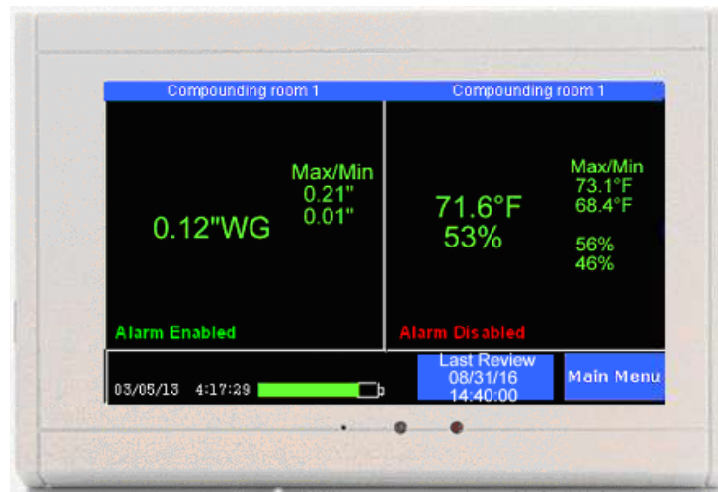 Compounding room 1
0.12"WG
Max/Min
0.21"
0.01"
Alarm Enabled
Compounding room 1
71.6°F
53%
Max/Min
73.1°F
68.4°F
56%
46%
Alarm Disabled
03/05/13 4:17:29
Last Review
08/31/16
14:40:00
Main Menu